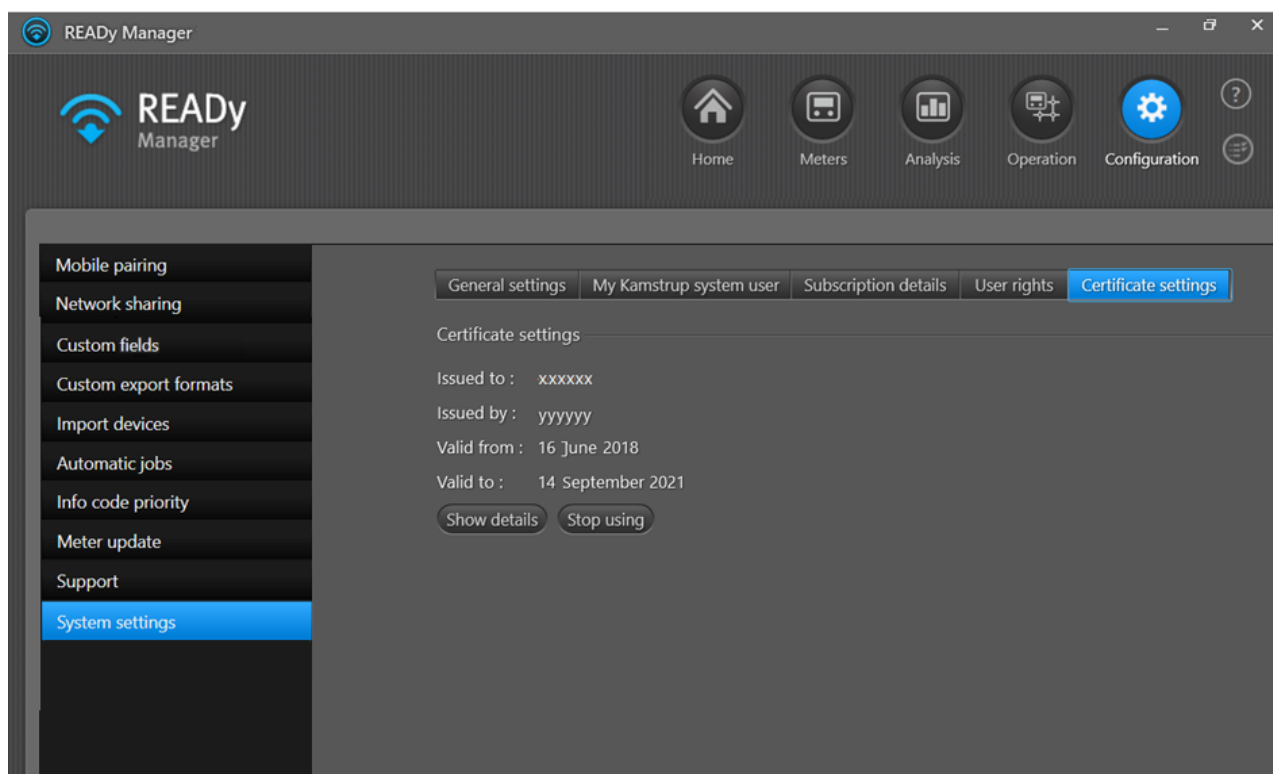 READy Manager
READy
Manager
Home Meters Analysis Operation Configuration
?
Mobile pairing
Network sharing
Custom fields
Custom export formats
Import devices
Automatic jobs
Info code priority
Meter update
Support
System settings
General settings My Kamstrup system user Subscription details User rights Certificate settings
Certificate settings
Issued to : xxxxxx
Issued by : yyyyyy
Valid from : 16 June 2018
Valid to : 14 September 2021
Show details Stop using